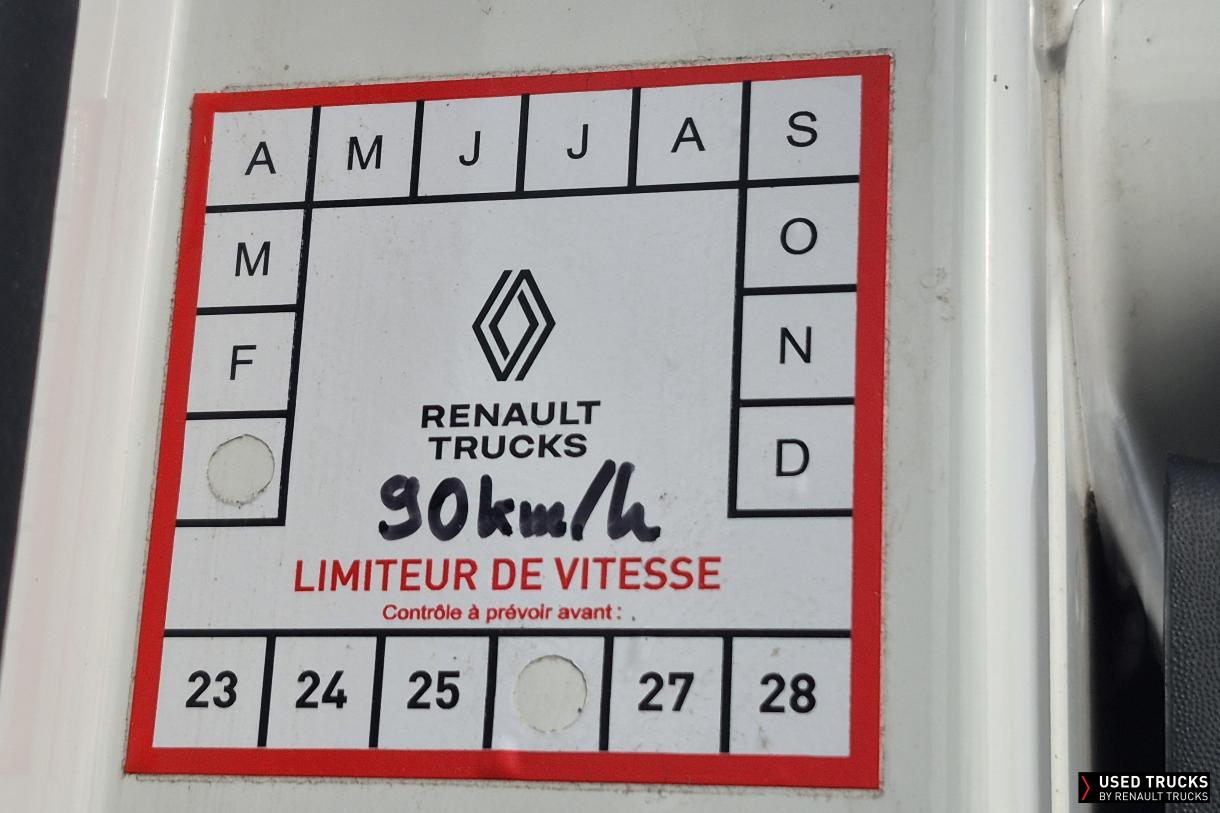 A M J J A S
M O
F N
D
RENAULT
TRUCKS
90km/h
LIMITEUR DE VITESSE
Contrôle à prévoir avant :
23 24 25 27 28
USED TRUCKS
BY RENAULT TRUCKS